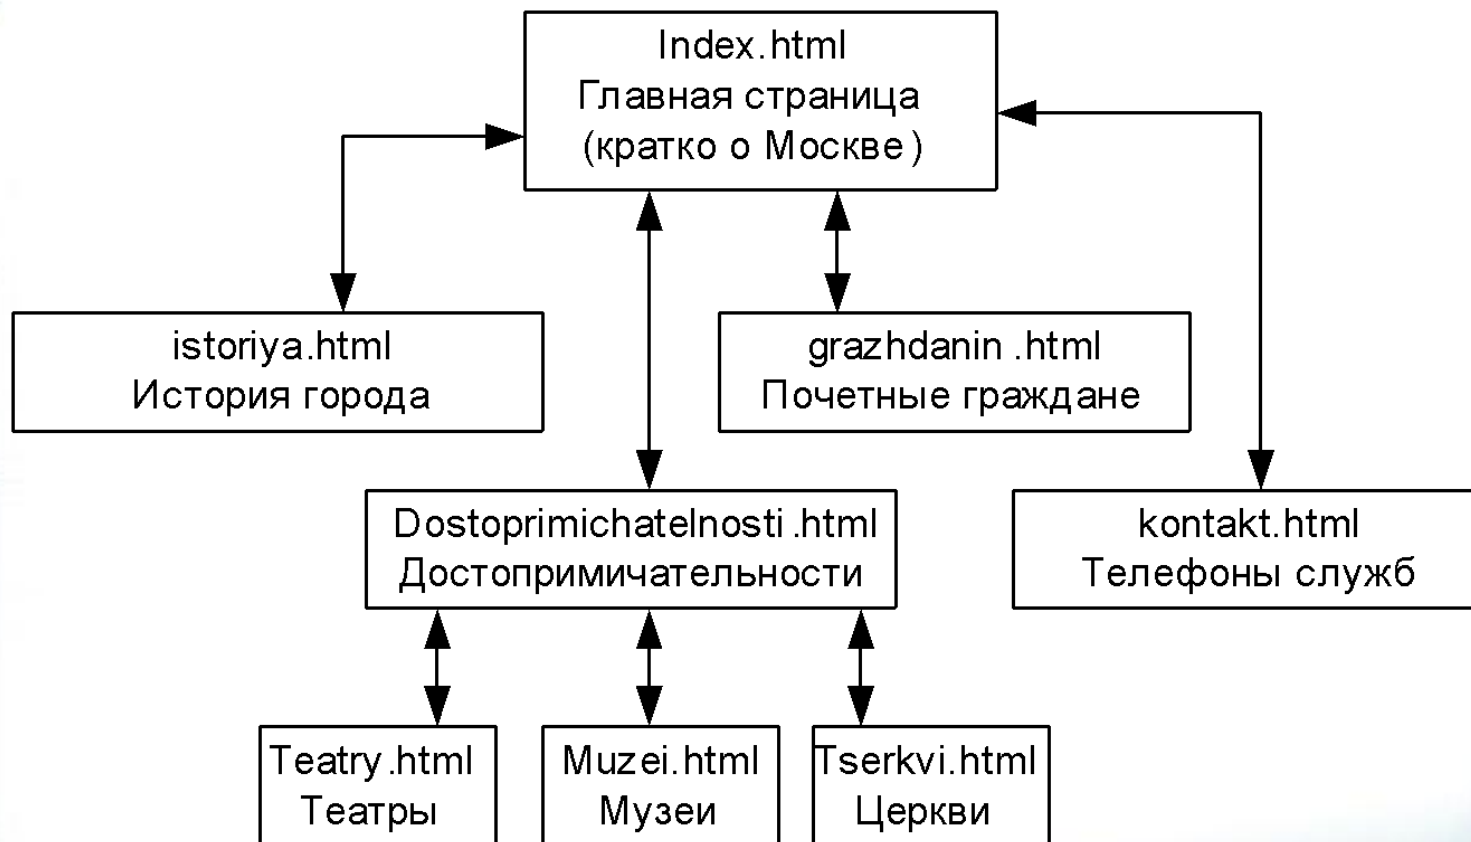 Index.html
Главная страница
(кратко о Москве)
istoriya.html
История города
grazhdanin .html
Почетные граждане
Dostoprimichatelnosti .html
Достопримичательности
kontakt.html
Телефоны служб
Teatry.html
Театры
Muzei.html
Музеи
Tserkvi.html
Церкви